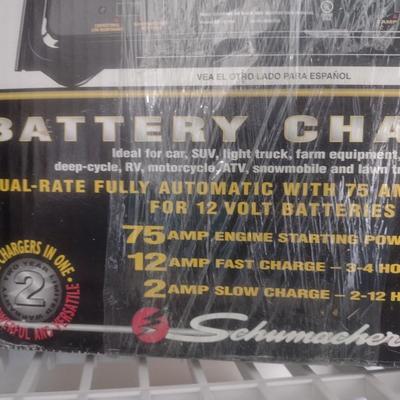 VEA EL OTRO LADO PARA ESPAÑOL
BATTERY CHA
Ideal for car, SUV, light truck, farm equipment,
deep-cycle, RV, motorcycle, ATV, snowmobile and lawn tr
UAL-RATE FULLY AUTOMATIC WITH 75 AM
FOR 12 VOLT BATTERIES
75 AMP ENGINE STARTING POW
12 AMP FAST CHARGE – 3-4 HO
2 AMP SLOW CHARGE – 2-12 H
CHARGERS IN ONE
2
POWERFUL AND VERSATILE
Schumacher